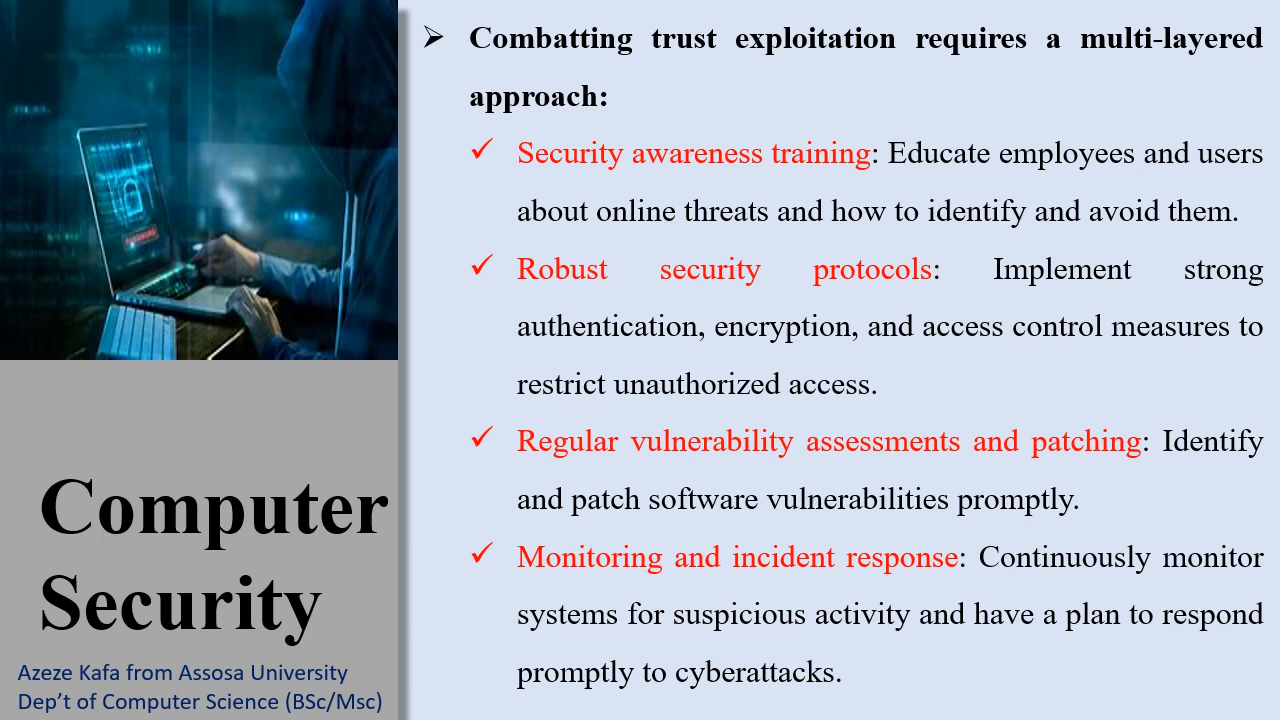 ➢ Combatting trust exploitation requires a multi-layered
approach:
✓ Security awareness training: Educate employees and users
about online threats and how to identify and avoid them.
✓ Robust security protocols: Implement strong
authentication, encryption, and access control measures to
restrict unauthorized access.
✓ Regular vulnerability assessments and patching: Identify
and patch software vulnerabilities promptly.
✓ Monitoring and incident response: Continuously monitor
systems for suspicious activity and have a plan to respond
promptly to cyberattacks.
Computer
Security
Azeze Kafa from Assosa University
Dep’t of Computer Science (BSc/Msc)